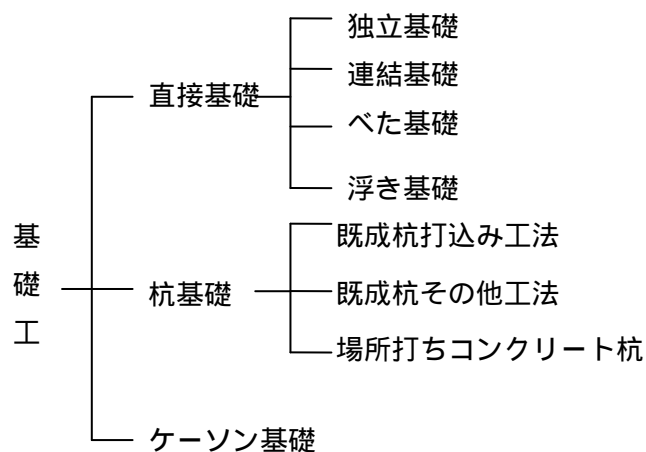 基礎工
直接基礎
独立基礎
連結基礎
べた基礎
浮き基礎
杭基礎
既成杭打込み工法
既成杭その他工法
場所打ちコンクリート杭
ケーソン基礎